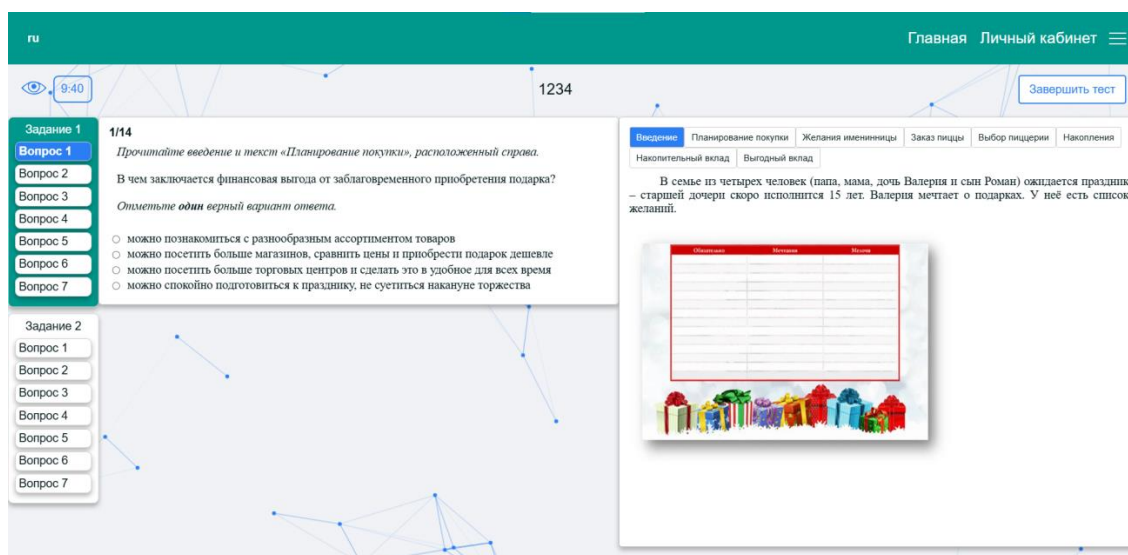 ru
Главная Личный кабинет
9:40
1234
Завершить тест
Задание 1
Вопрос 1
Вопрос 2
Вопрос 3
Вопрос 4
Вопрос 5
Вопрос 6
Вопрос 7
Задание 2
Вопрос 1
Вопрос 2
Вопрос 3
Вопрос 4
Вопрос 5
Вопрос 6
Вопрос 7
1/14
Прочитайте введение и текст «Планирование покупки», расположенный справа.
В чем заключается финансовая выгода от заблаговременного приобретения подарка?
Отметьте один верный вариант ответа.
можно познакомиться с разнообразным ассортиментом товаров
можно посетить больше магазинов, сравнить цены и приобрести подарок дешевле
можно посетить больше торговых центров и сделать это в удобное для всех время
можно спокойно подготовиться к празднику, не суетиться накануне торжества
Введение Планирование покупки Желания именинницы Заказ пиццы Выбор пиццерии Накопления
Накопительный вклад Выгодный вклад
В семье из четырех человек (папа, мама, дочь Валерия и сын Роман) ожидается праздник
– старшей дочери скоро исполнится 15 лет. Валерия мечтает о подарках. У неё есть список
желаний.
Обязательно Мечтаю Мелочи